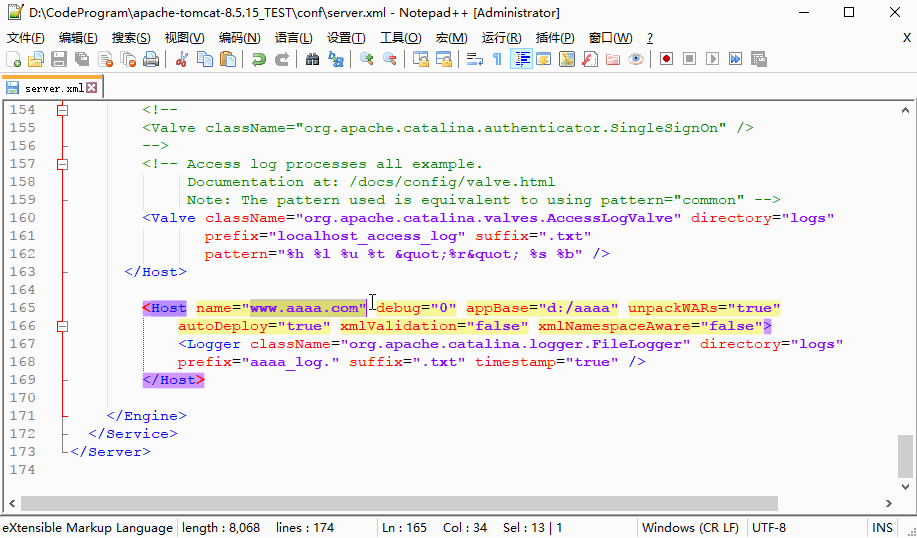 D:\CodeProgram\apache-tomcat-8.5.15_TEST\conf\server.xml - Notepad++ [Administrator]
文件(F) 编辑(E) 搜索(S) 视图(V) 编码(N) 语言(L) 设置(T) 工具(O) 宏(M) 运行(R) 插件(P) 窗口(W) ? X
server.xml
154 <!--
155 <Valve className="org.apache.catalina.authenticator.SingleSignOn" />
156 -->
157 <!-- Access log processes all example.
158 Documentation at: /docs/config/valve.html
159 Note: The pattern used is equivalent to using pattern="common" -->
160 <Valve className="org.apache.catalina.valves.AccessLogValve" directory="logs"
161 prefix="localhost_access_log" suffix=".txt"
162 pattern="%h %l %u %t &quot;%r&quot; %s %b" />
163 </Host>
164
165 <Host name="www.aaaa.com" debug="0" appBase="d:/aaaa" unpackWARs="true"
166 autoDeploy="true" xmlValidation="false" xmlNamespaceAware="false">
167 <Logger className="org.apache.catalina.logger.FileLogger" directory="logs"
168 prefix="aaaa_log." suffix=".txt" timestamp="true" />
169 </Host>
170
171 </Engine>
172 </Service>
173 </Server>
174
eXtensible Markup Language length : 8,068 lines : 174 Ln : 165 Col : 34 Sel : 13 | 1 Windows (CR LF) UTF-8 INS